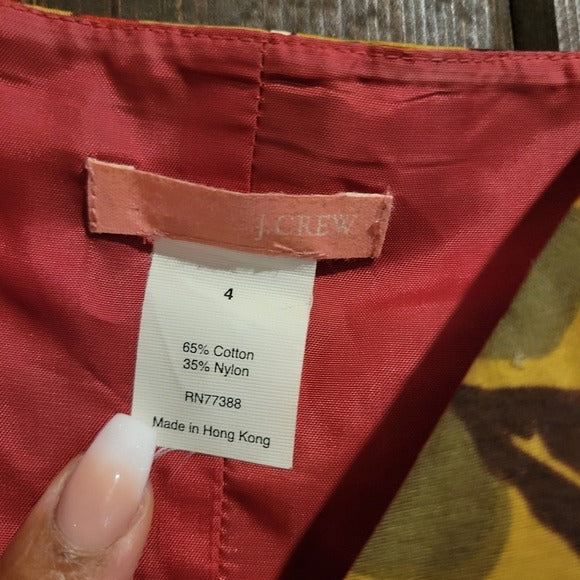 J.CREW
4
65% Cotton
35% Nylon
RN77388
Made in Hong Kong